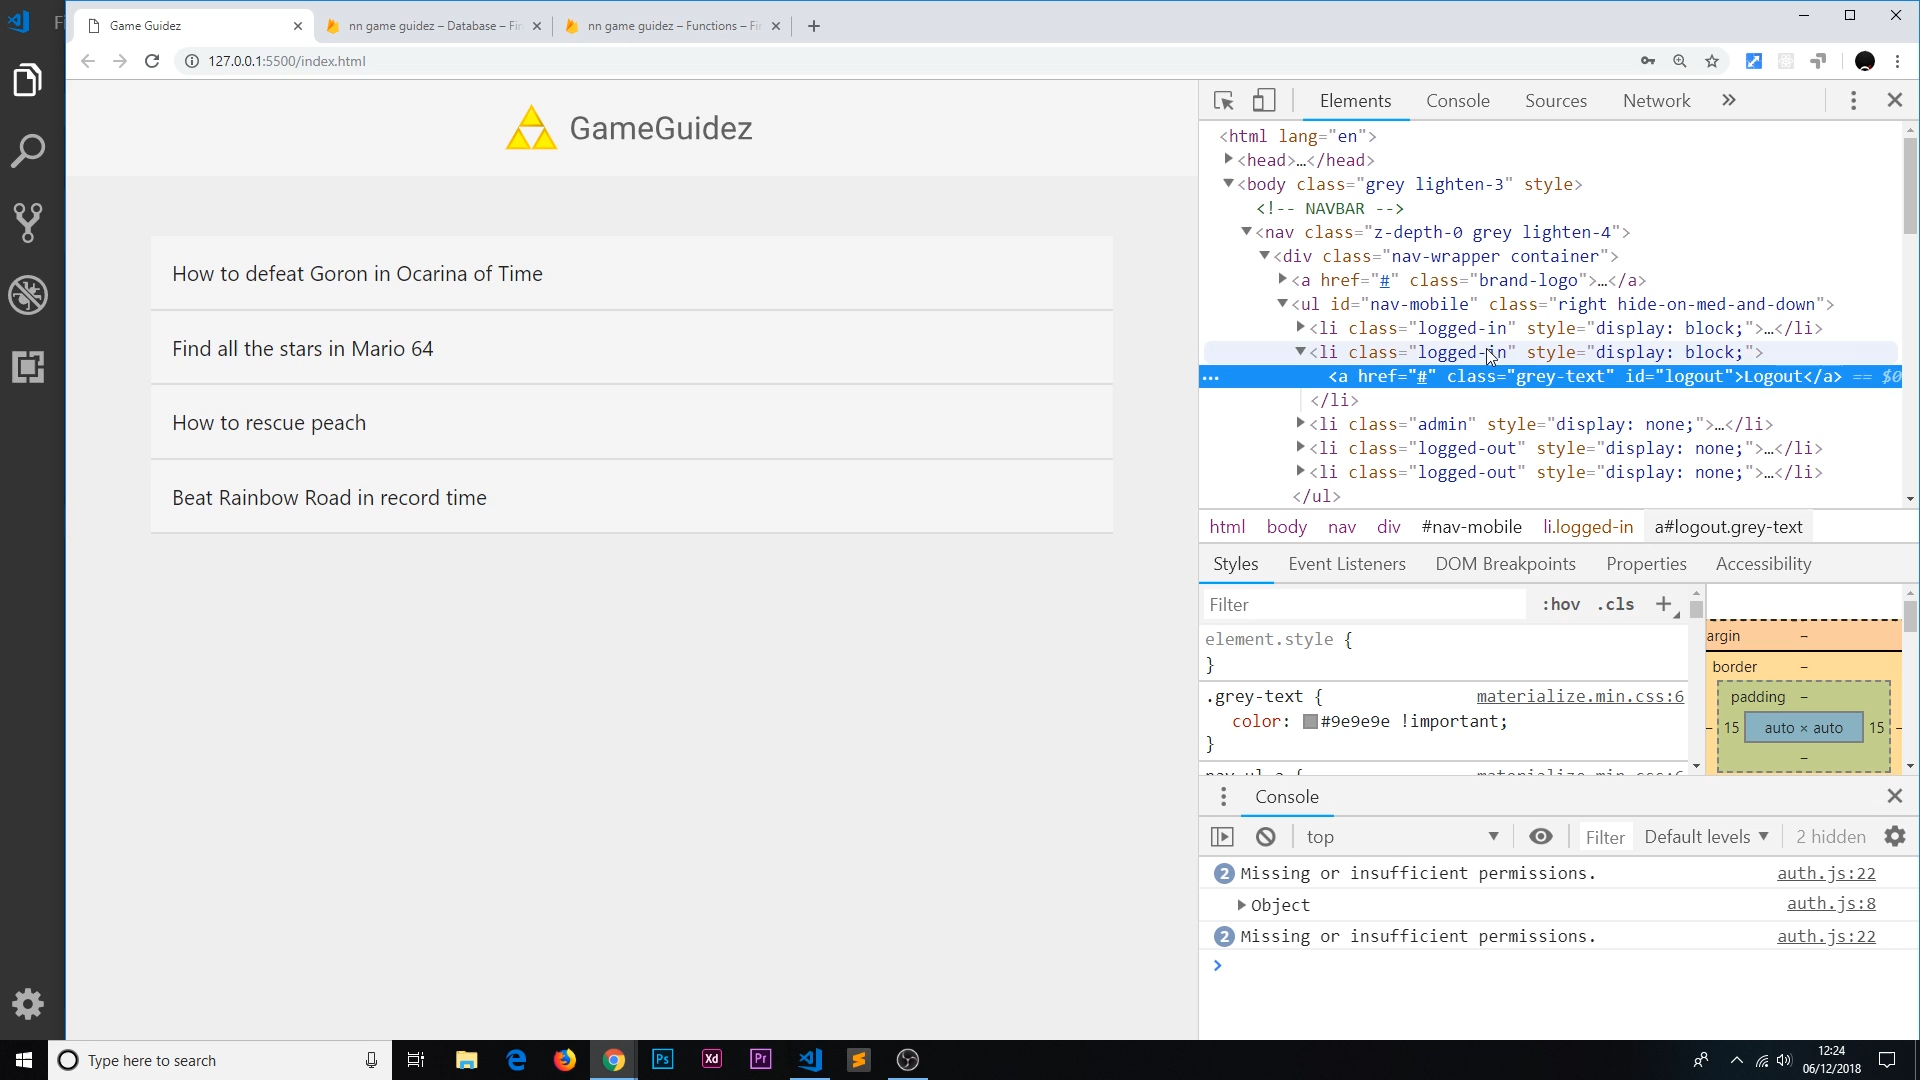 Game Guidez
nn game guidez – Database – Fir
nn game guidez – Functions – Fir
127.0.0.1:5500/index.html
GameGuidez
How to defeat Goron in Ocarina of Time
Find all the stars in Mario 64
How to rescue peach
Beat Rainbow Road in record time
Elements Console Sources Network
<html lang="en">
<head>…</head>
<body class="grey lighten-3" style>
<!-- NAVBAR -->
<nav class="z-depth-0 grey lighten-4">
<div class="nav-wrapper container">
<a href="#" class="brand-logo">…</a>
<ul id="nav-mobile" class="right hide-on-med-and-down">
<li class="logged-in" style="display: block;">…</li>
<li class="logged-in" style="display: block;">
<a href="#" class="grey-text" id="logout">Logout</a> == $0
</li>
<li class="admin" style="display: none;">…</li>
<li class="logged-out" style="display: none;">…</li>
<li class="logged-out" style="display: none;">…</li>
</ul>
html body nav div #nav-mobile li.logged-in a#logout.grey-text
Styles Event Listeners DOM Breakpoints Properties Accessibility
Filter :hov .cls +
element.style {
}
.grey-text { materialize.min.css:6
color: #9e9e9e !important;
}
nav ul a { materialize.min.css:6
argin –
border –
padding –
15 auto × auto 15
–
Console
top Filter Default levels 2 hidden
2 Missing or insufficient permissions. auth.js:22
Object auth.js:8
2 Missing or insufficient permissions. auth.js:22
Type here to search
Ps
Xd
Pr
12:24
06/12/2018